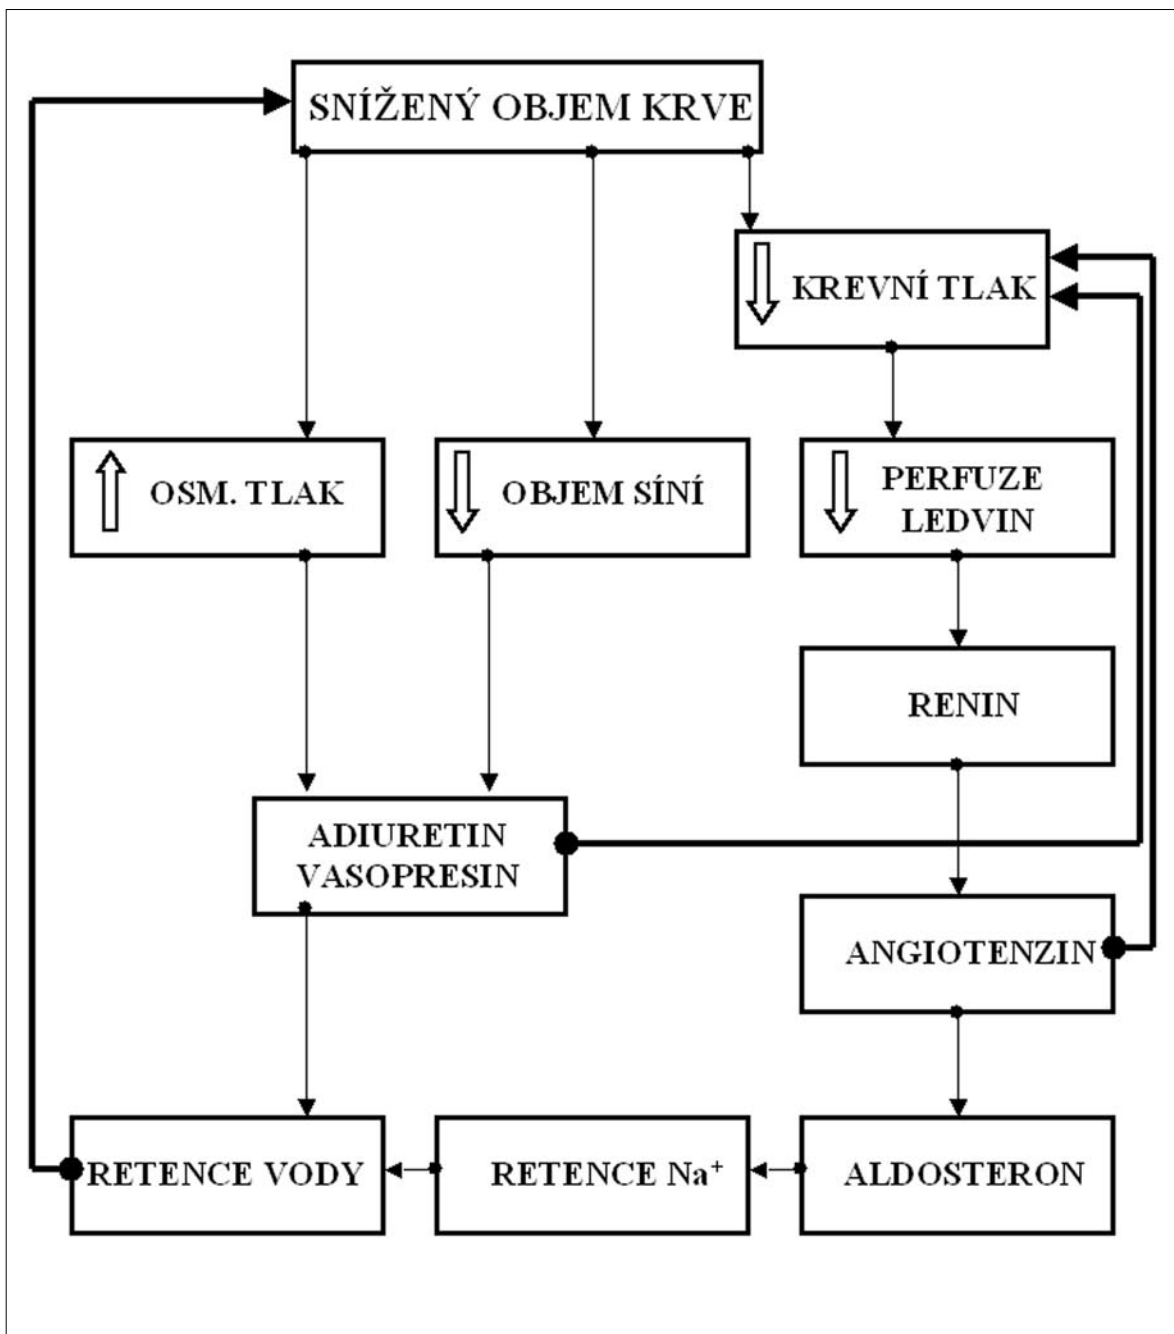 SNÍŽENÝ OBJEM KRVE
KREVNÍ TLAK
OSM. TLAK
OBJEM SÍNÍ
PERFUZE
LEDVIN
RENIN
ADIURETIN
VASOPRESIN
ANGIOTENZIN
RETENCE VODY
RETENCE Na⁺
ALDOSTERON